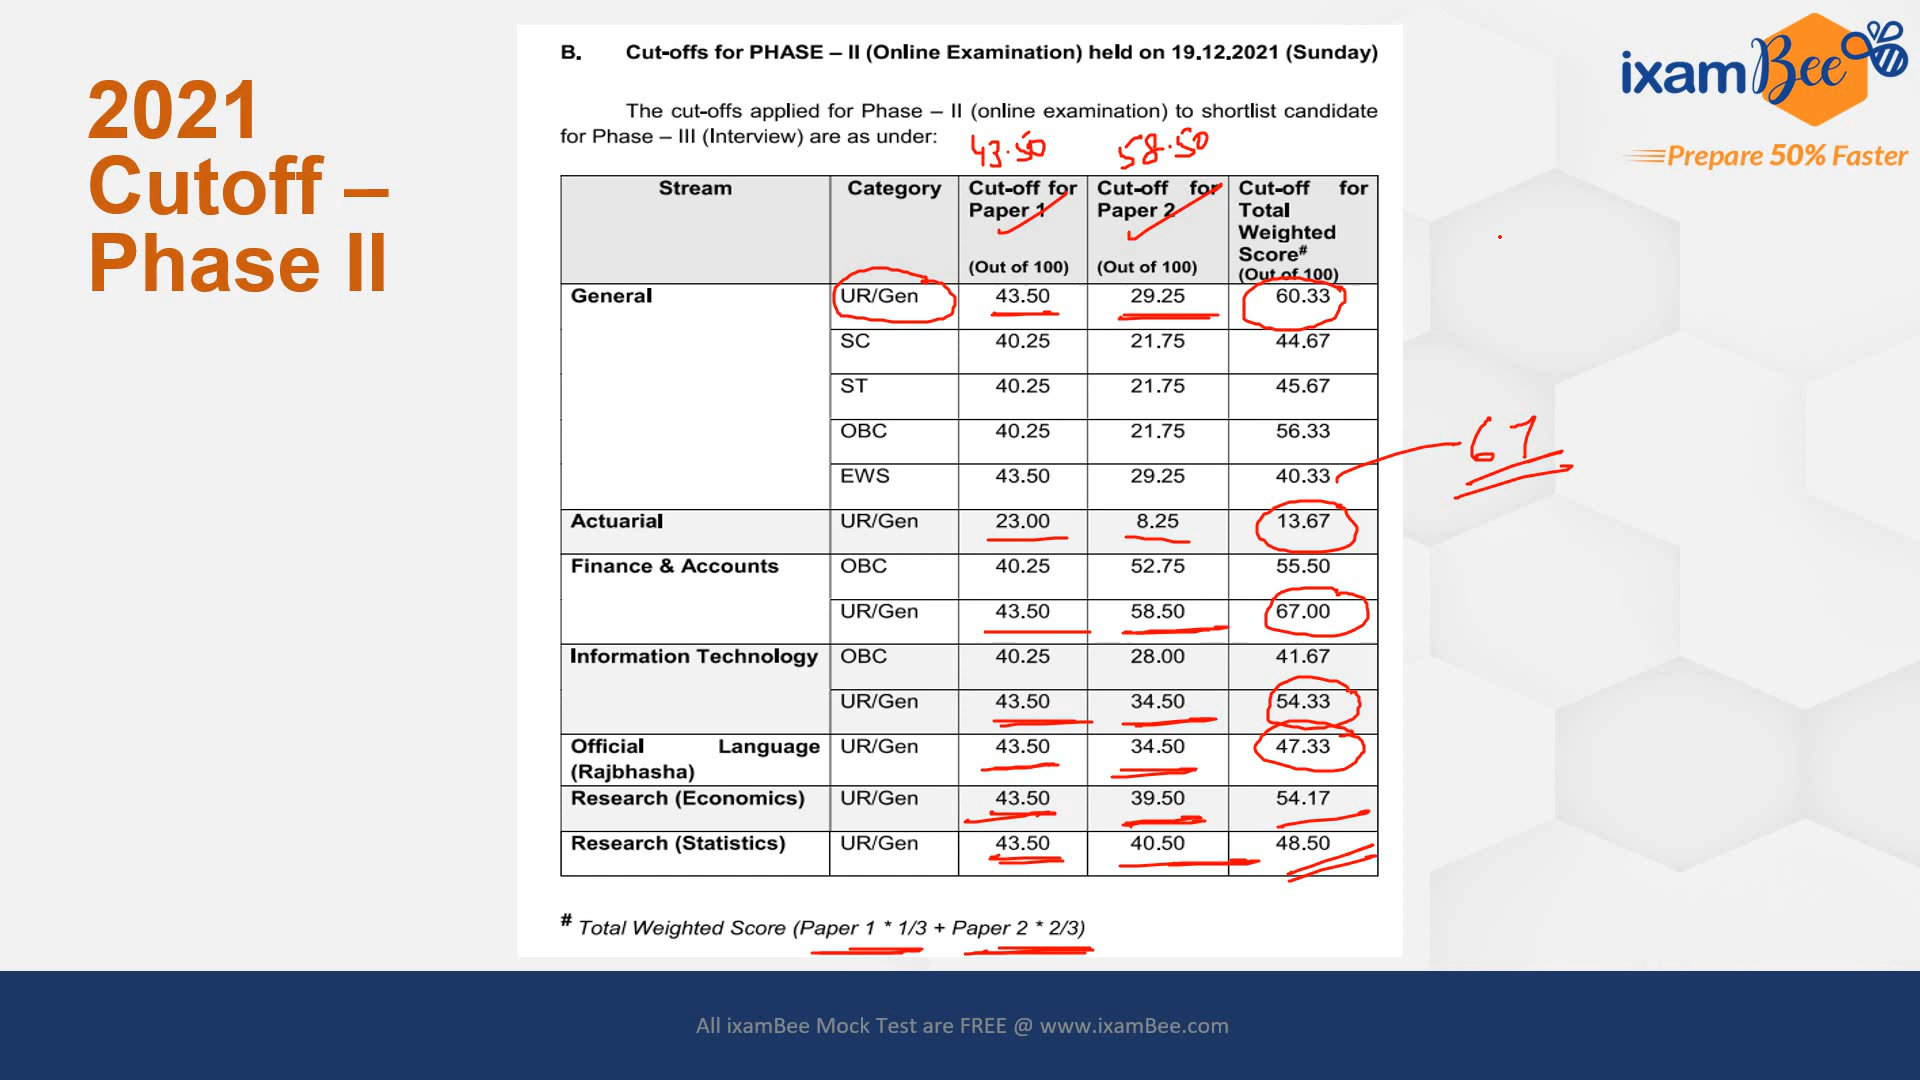 2021
Cutoff –
Phase II
B. Cut-offs for PHASE – II (Online Examination) held on 19.12.2021 (Sunday)
The cut-offs applied for Phase – II (online examination) to shortlist candidate
for Phase – III (Interview) are as under:
43.50 58.50
Stream Category Cut-off for Paper 1 (Out of 100) Cut-off for Paper 2 (Out of 100) Cut-off for Total Weighted Score# (Out of 100)
General UR/Gen 43.50 29.25 60.33
SC 40.25 21.75 44.67
ST 40.25 21.75 45.67
OBC 40.25 21.75 56.33
EWS 43.50 29.25 40.33
67
Actuarial UR/Gen 23.00 8.25 13.67
Finance & Accounts OBC 40.25 52.75 55.50
UR/Gen 43.50 58.50 67.00
Information Technology OBC 40.25 28.00 41.67
UR/Gen 43.50 34.50 54.33
Official Language UR/Gen 43.50 34.50 47.33
(Rajbhasha)
Research (Economics) UR/Gen 43.50 39.50 54.17
Research (Statistics) UR/Gen 43.50 40.50 48.50
# Total Weighted Score (Paper 1 * 1/3 + Paper 2 * 2/3)
ixamBee
Prepare 50% Faster
All ixamBee Mock Test are FREE @ www.ixamBee.com